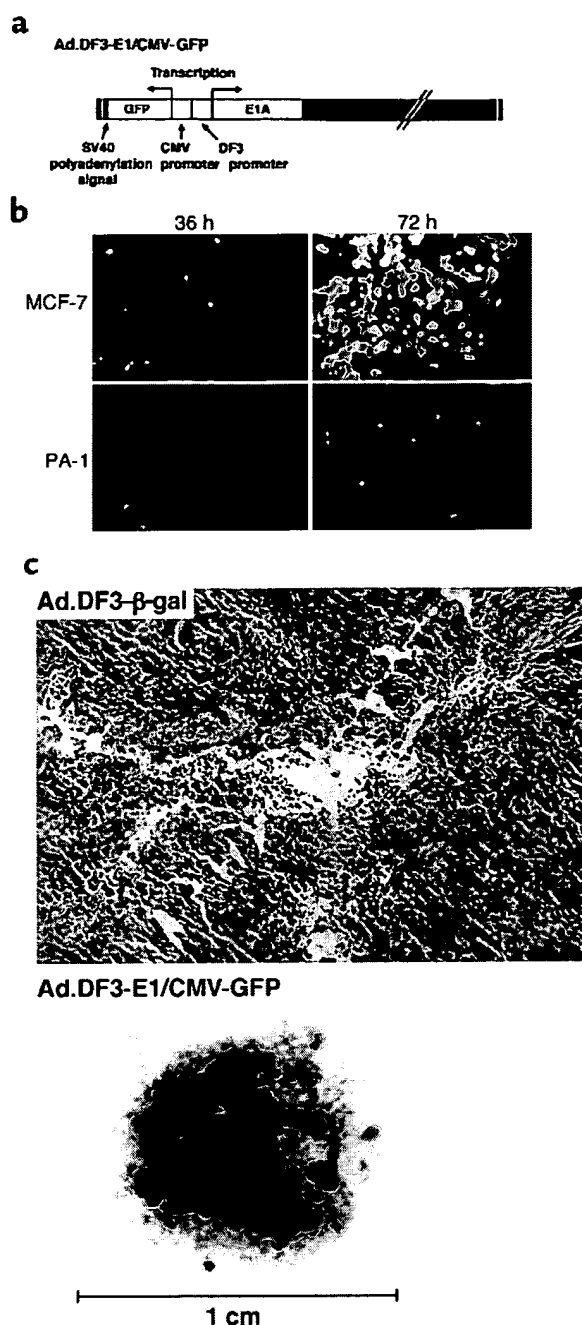 a
Ad.DF3-E1/CMV-GFP
Transcription
GFP
E1A
SV40
polyadenylation
signal
CMV
promoter
DF3
promoter
b
36 h
72 h
MCF-7
PA-1
c
Ad.DF3-β-gal
Ad.DF3-E1/CMV-GFP
1 cm